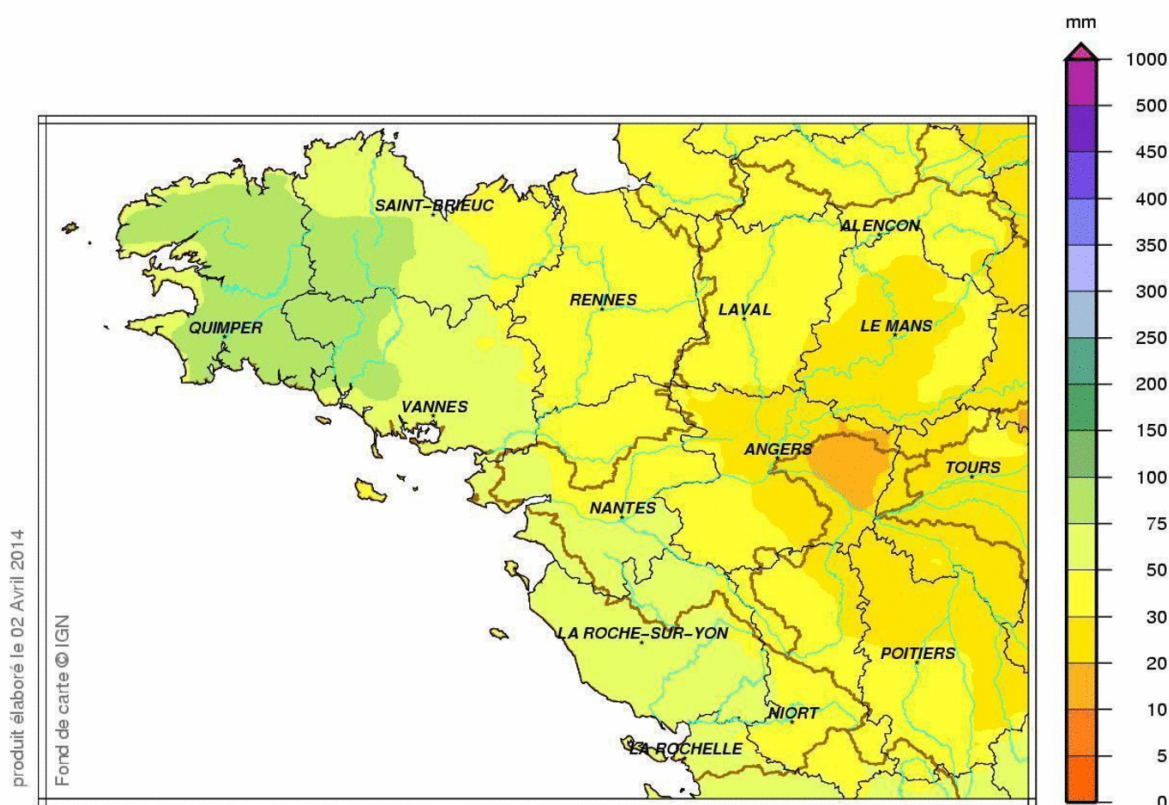 mm
1000
500
450
400
350
300
250
200
150
100
75
50
30
20
10
5
0
SAINT-BRIEUC
ALENCON
RENNES
LAVAL
LE MANS
QUIMPER
VANNES
ANGERS
TOURS
NANTES
LA ROCHE-SUR-YON
POITIERS
NIORT
LA ROCHELLE
produit élaboré le 02 Avril 2014
Fond de carte © IGN